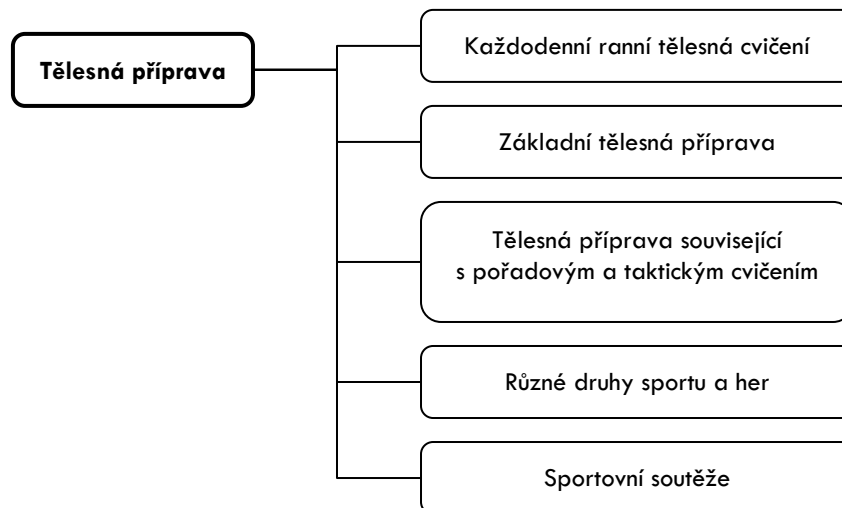 Tělesná příprava
Každodenní ranní tělesná cvičení
Základní tělesná příprava
Tělesná příprava související
s pořadovým a taktickým cvičením
Různé druhy sportu a her
Sportovní soutěže